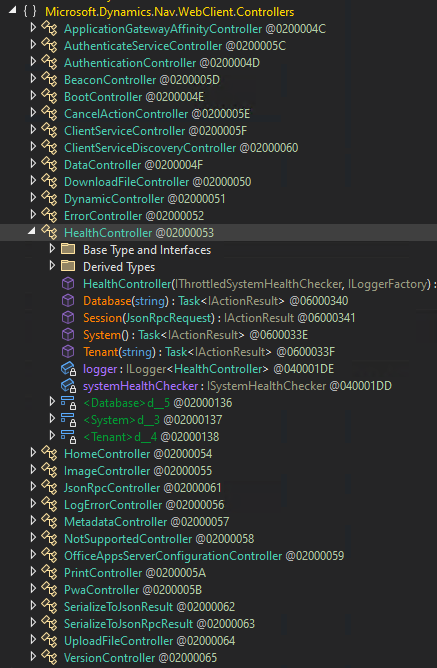 { } Microsoft.Dynamics.Nav.WebClient.Controllers
ApplicationGatewayAffinityController @0200004C
AuthenticateServiceController @0200005C
AuthenticationController @0200004D
BeaconController @0200005D
BootController @0200004E
CancelActionController @0200005E
ClientServiceController @0200005F
ClientServiceDiscoveryController @02000060
DataController @0200004F
DownloadFileController @02000050
DynamicController @02000051
ErrorController @02000052
HealthController @02000053
Base Type and Interfaces
Derived Types
HealthController(IThrottledSystemHealthChecker, ILoggerFactory) :
Database(string) : Task<IActionResult> @06000340
Session(JsonRpcRequest) : IActionResult @06000341
System() : Task<IActionResult> @0600033E
Tenant(string) : Task<IActionResult> @0600033F
logger : ILogger<HealthController> @040001DE
systemHealthChecker : ISystemHealthChecker @040001DD
<Database>d__5 @02000136
<System>d__3 @02000137
<Tenant>d__4 @02000138
HomeController @02000054
ImageController @02000055
JsonRpcController @02000061
LogErrorController @02000056
MetadataController @02000057
NotSupportedController @02000058
OfficeAppsServerConfigurationController @02000059
PrintController @0200005A
PwaController @0200005B
SerializeToJsonResult @02000062
SerializeToJsonRpcResult @02000063
UploadFileController @02000064
VersionController @02000065